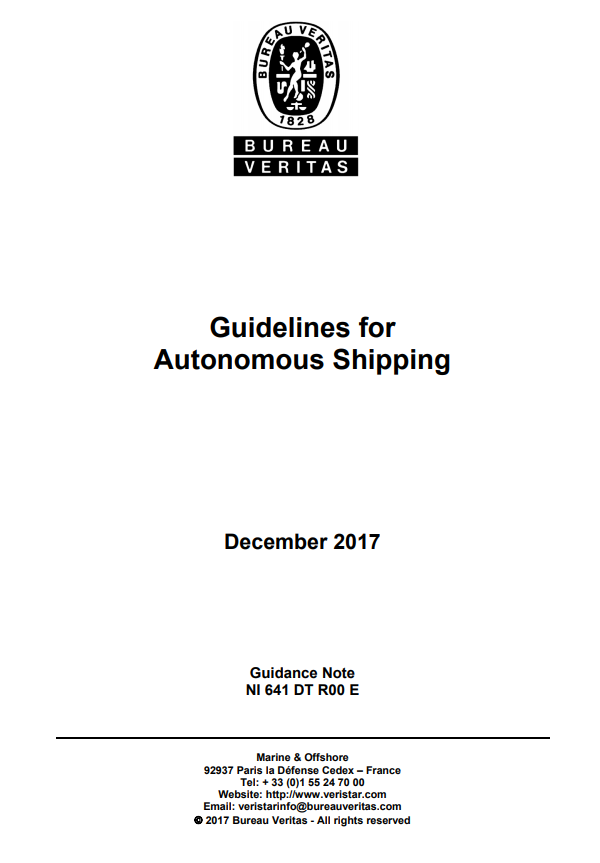 BUREAU VERITAS
1828
BUREAU
VERITAS
Guidelines for
Autonomous Shipping
December 2017
Guidance Note
NI 641 DT R00 E
Marine & Offshore
92937 Paris la Défense Cedex – France
Tel: + 33 (0)1 55 24 70 00
Website: http://www.veristar.com
Email: veristarinfo@bureauveritas.com
© 2017 Bureau Veritas - All rights reserved